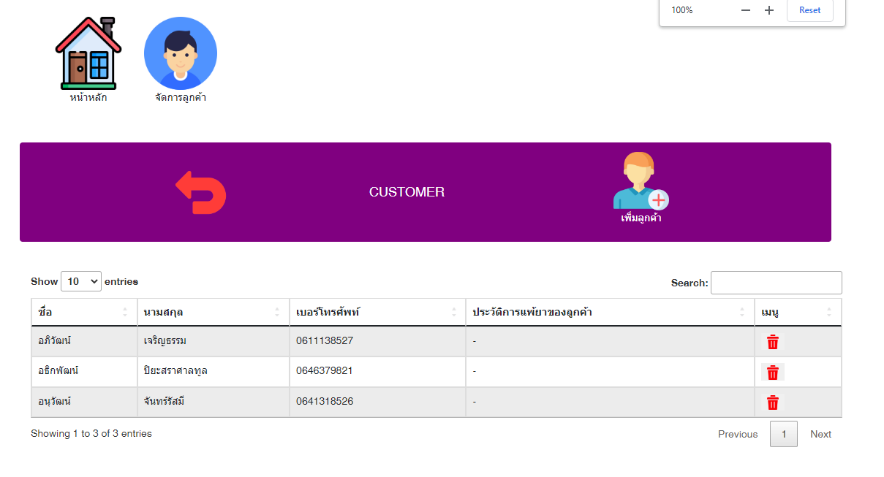 100%
Reset
หน้าหลัก
จัดการลูกค้า
CUSTOMER
เพิ่มลูกค้า
Show 10 entries
Search:
ชื่อ นามสกุล เบอร์โทรศัพท์ ประวัติการแพ้ยาของลูกค้า เมนู
อภิวัฒน์ เจริญธรรม 0611138527 -
อธิกพัฒน์ ปิยะสราศาลทูล 0646379821 -
อนุวัฒน์ จันทร์รัศมี 0641318526 -
Showing 1 to 3 of 3 entries
Previous 1 Next